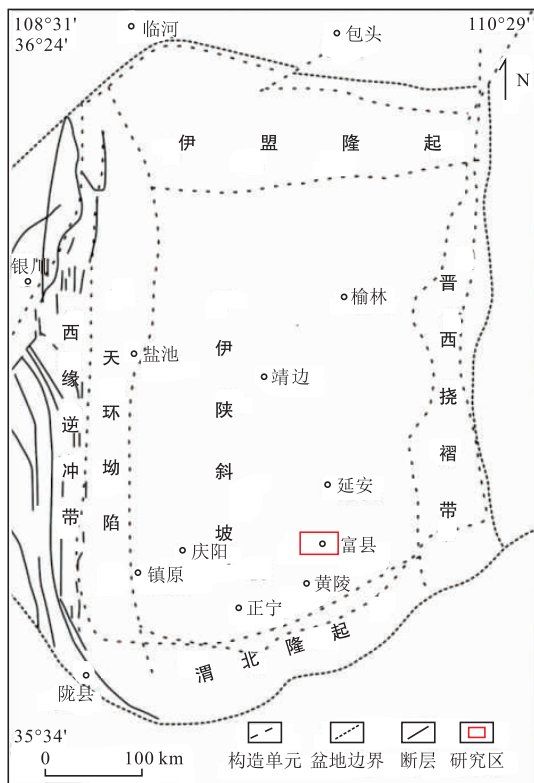 108°31′
36°24′
临河
包头
110°29′
N
伊盟隆起
银川
榆林
晋西挠褶带
西缘逆冲带
天环坳陷
盐池
伊陕斜坡
靖边
延安
庆阳
富县
镇原
黄陵
正宁
渭北隆起
陇县
35°34′
0 100 km
构造单元 盆地边界 断层 研究区